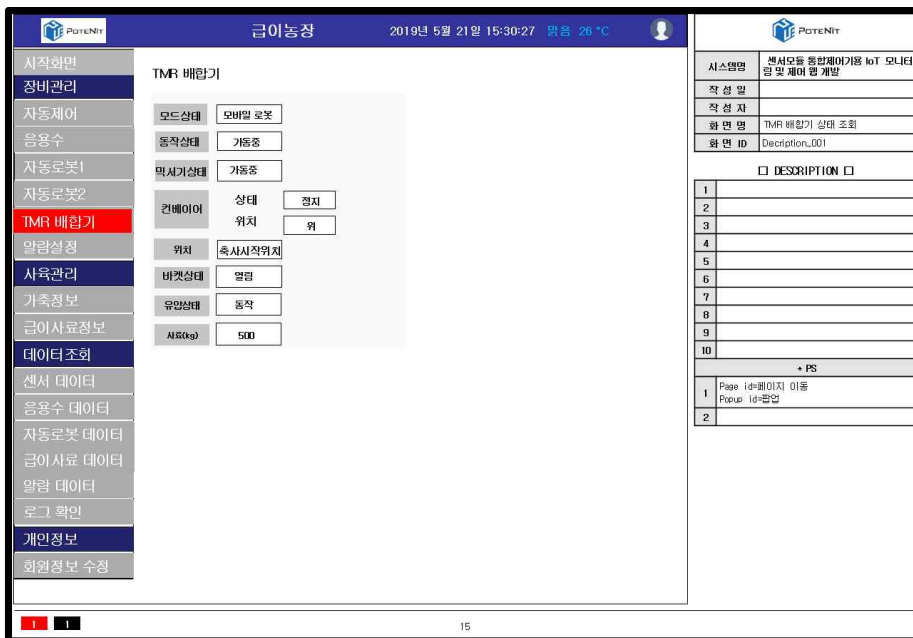 POTENIT
급이농장
2019년 5월 21일 15:30:27 맑음 26 °C
시작화면
장비관리
자동제어
음용수
자동로봇1
자동로봇2
TMR 배합기
알람설정
사육관리
가축정보
급이사료정보
데이터조회
센서 데이터
음용수 데이터
자동로봇 데이터
급이사료 데이터
알람 데이터
로그 확인
개인정보
회원정보 수정
TMR 배합기
모드상태 모바일 로봇
동작상태 가동중
믹서기상태 가동중
컨베이어 상태 정지
위치 위
위치 축사시작위치
바켓상태 열림
유압상태 동작
사료(kg) 500
POTENIT
시스템명 센서모듈 통합제어기용 IoT 모니터
링 및 제어 웹 개발
작 성 일
작 성 자
화 면 명 TMR 배합기 상태 조회
화 면 ID Decription_001
□ DESCRIPTION □
1
2
3
4
5
6
7
8
9
10
* PS
1 Page id=페이지 이동
Popup id=팝업
2
1 1
15